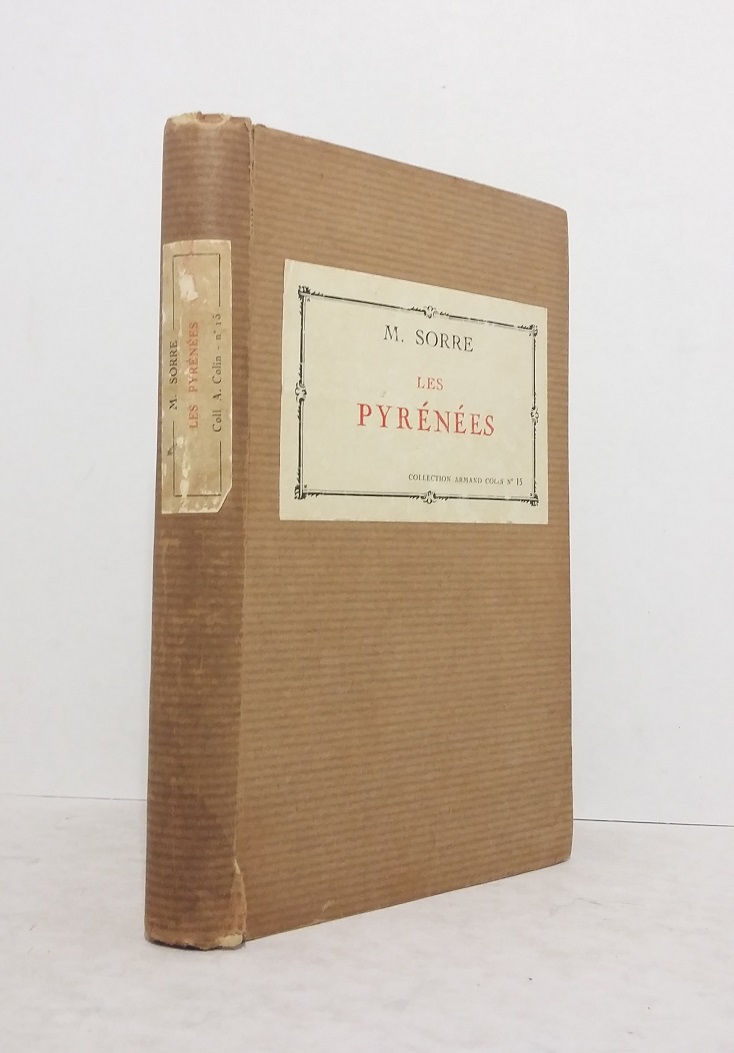 M. SORRE
LES PYRÉNÉES
Coll. A. Colin - n° 15
M. SORRE
LES
PYRÉNÉES
COLLECTION ARMAND COLIN N° 15